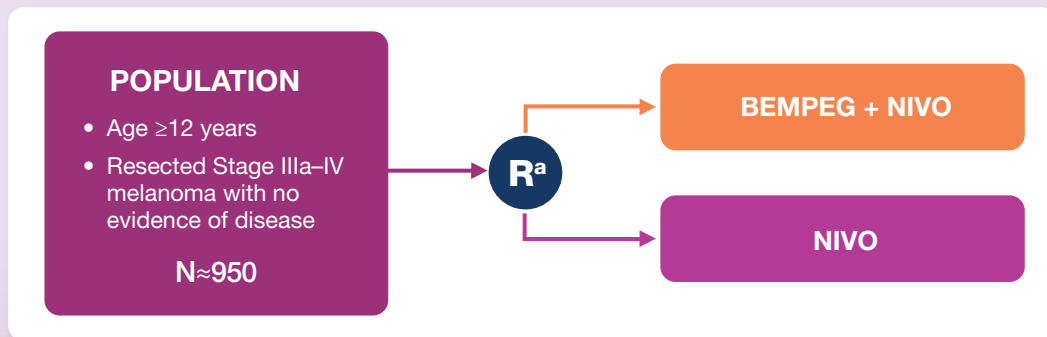 POPULATION
• Age ≥12 years
• Resected Stage IIIa–IV
melanoma with no
evidence of disease
N≈950
Rᵃ
BEMPEG + NIVO
NIVO